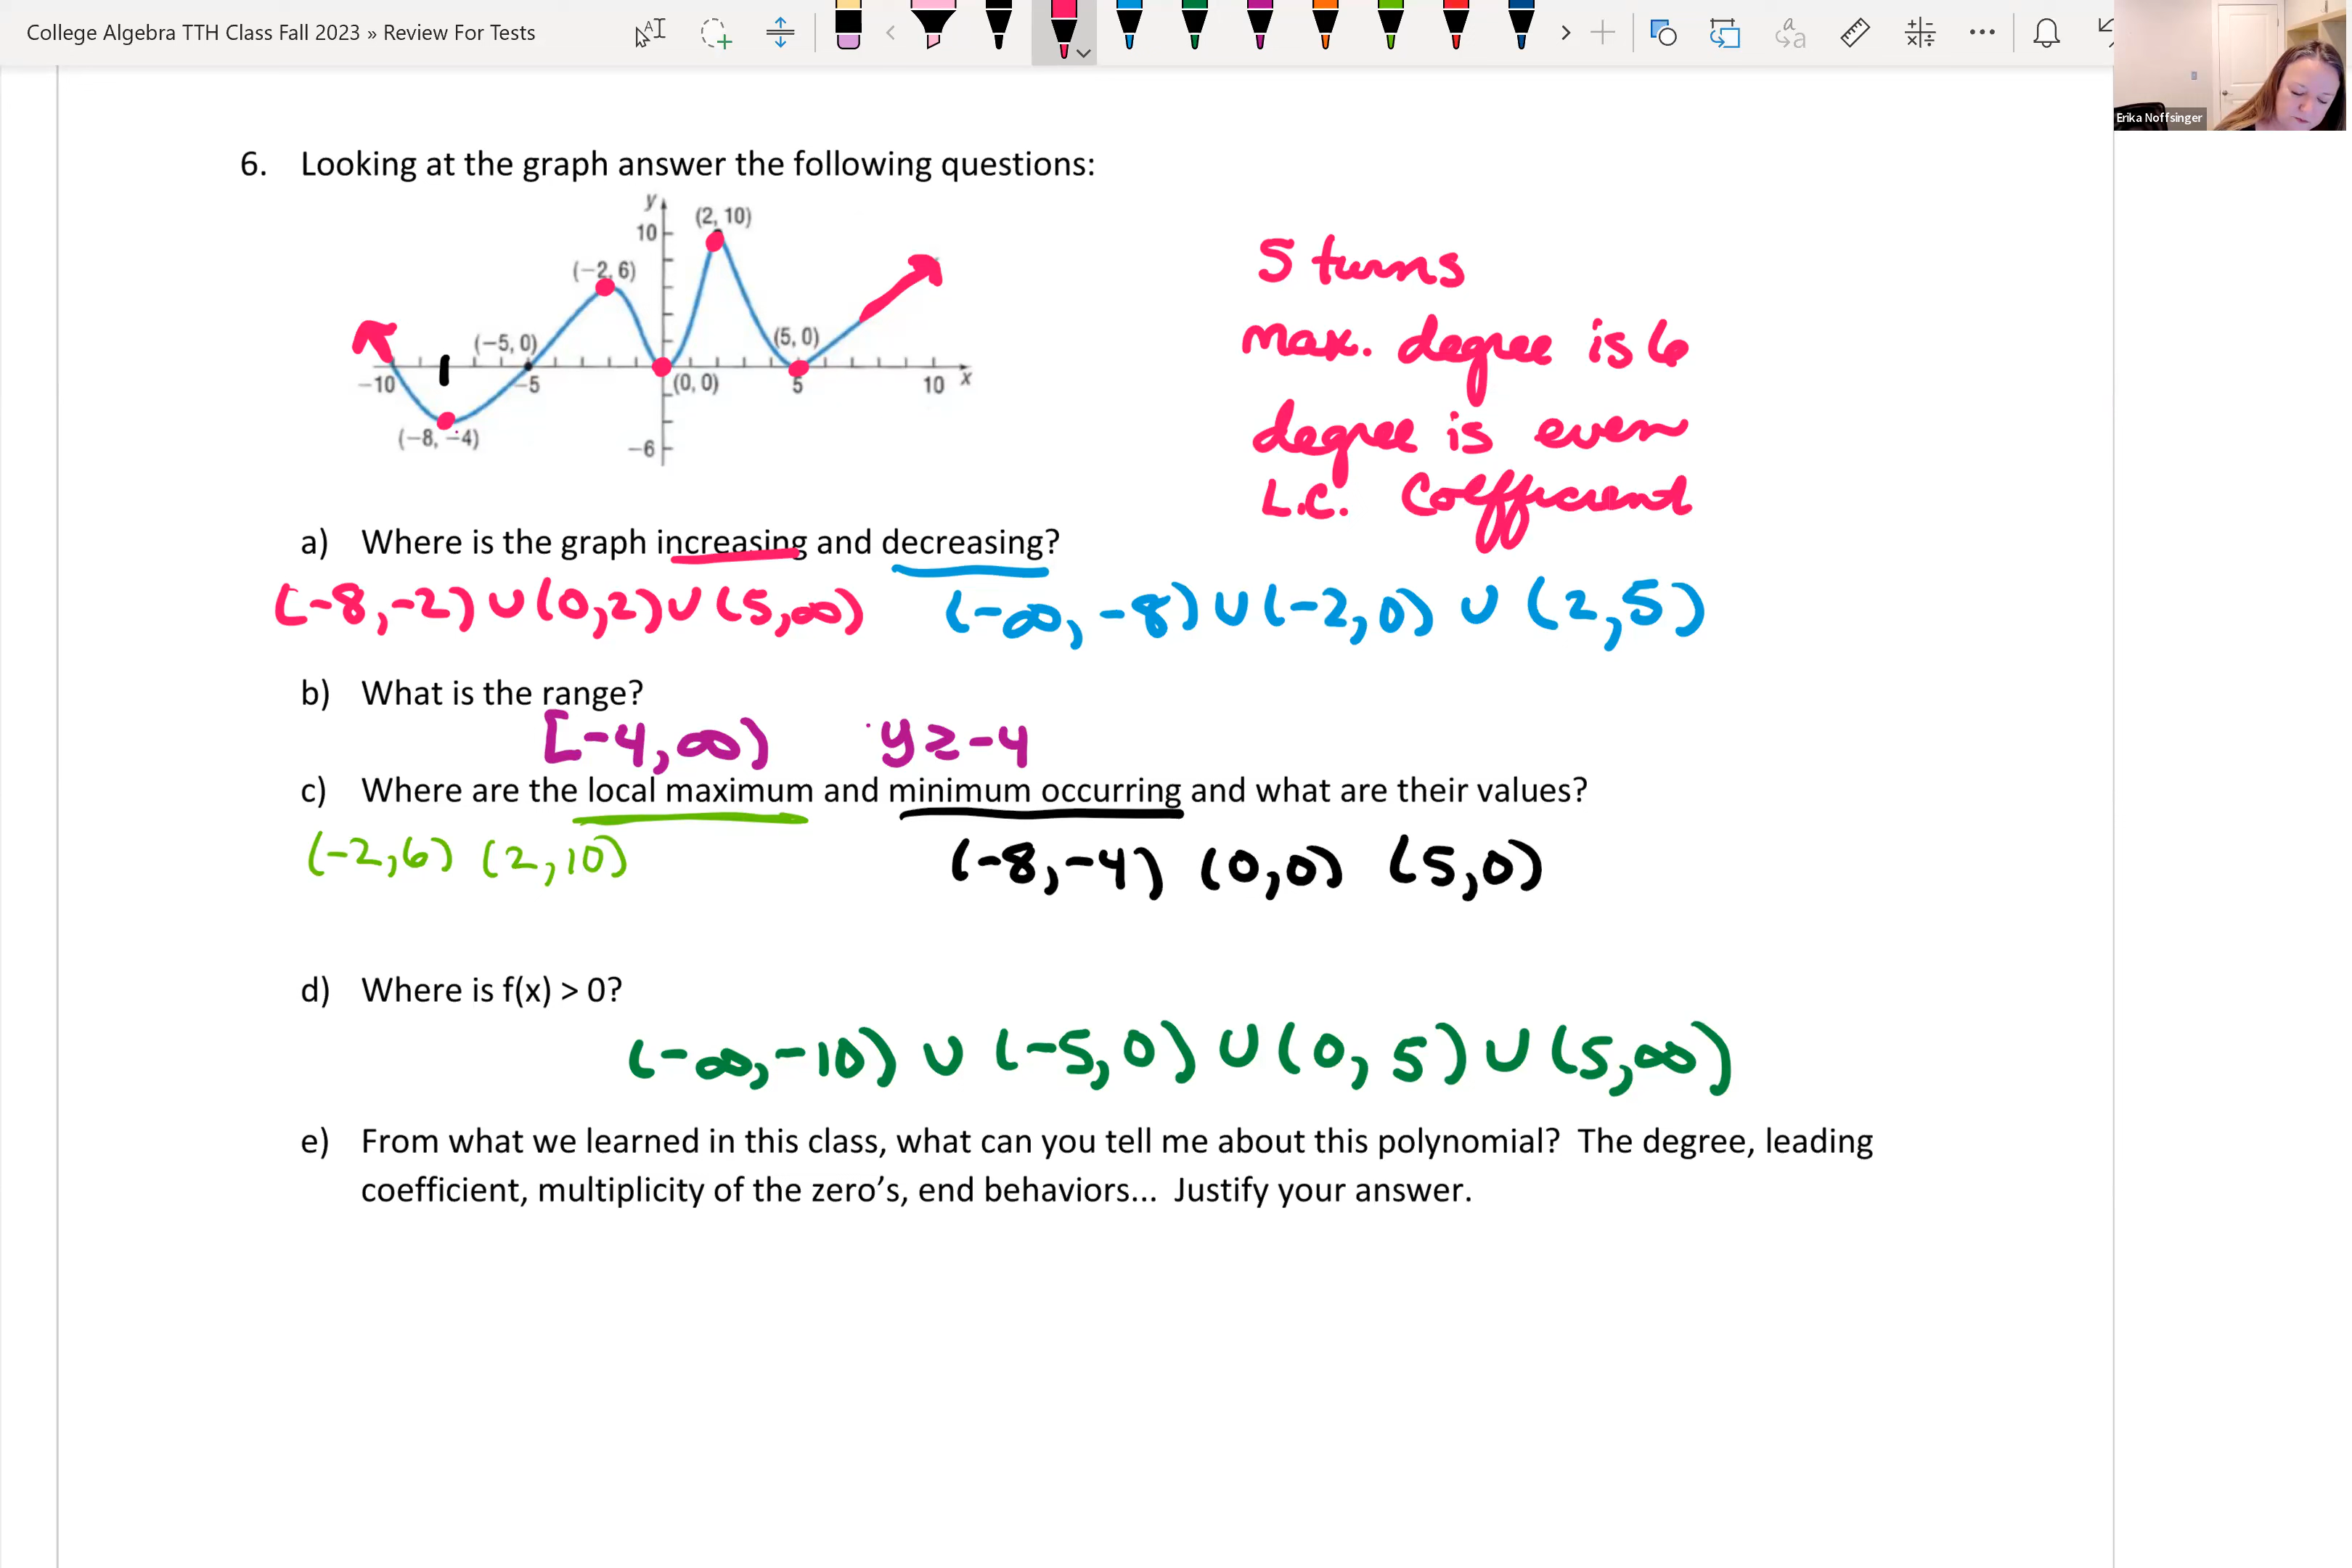 College Algebra TTH Class Fall 2023 » Review For Tests
Erika Noffsinger
6. Looking at the graph answer the following questions:
y
(2, 10)
10
(−2, 6)
(−5, 0)
(5, 0)
−10
−5
(0, 0)
5
10
x
(−8, −4)
−6
5 turns
max. degree is 6
degree is even
L.C. Coefficient
a) Where is the graph increasing and decreasing?
(-8,-2) ∪ (0,2) ∪ (5,∞) (-∞, -8) ∪ (-2,0) ∪ (2,5)
b) What is the range?
[-4,∞) y ≥ -4
c) Where are the local maximum and minimum occurring and what are their values?
(-2,6) (2,10) (-8,-4) (0,0) (5,0)
d) Where is f(x) > 0?
(-∞,-10) ∪ (-5,0) ∪ (0,5) ∪ (5,∞)
e) From what we learned in this class, what can you tell me about this polynomial? The degree, leading
coefficient, multiplicity of the zero’s, end behaviors... Justify your answer.